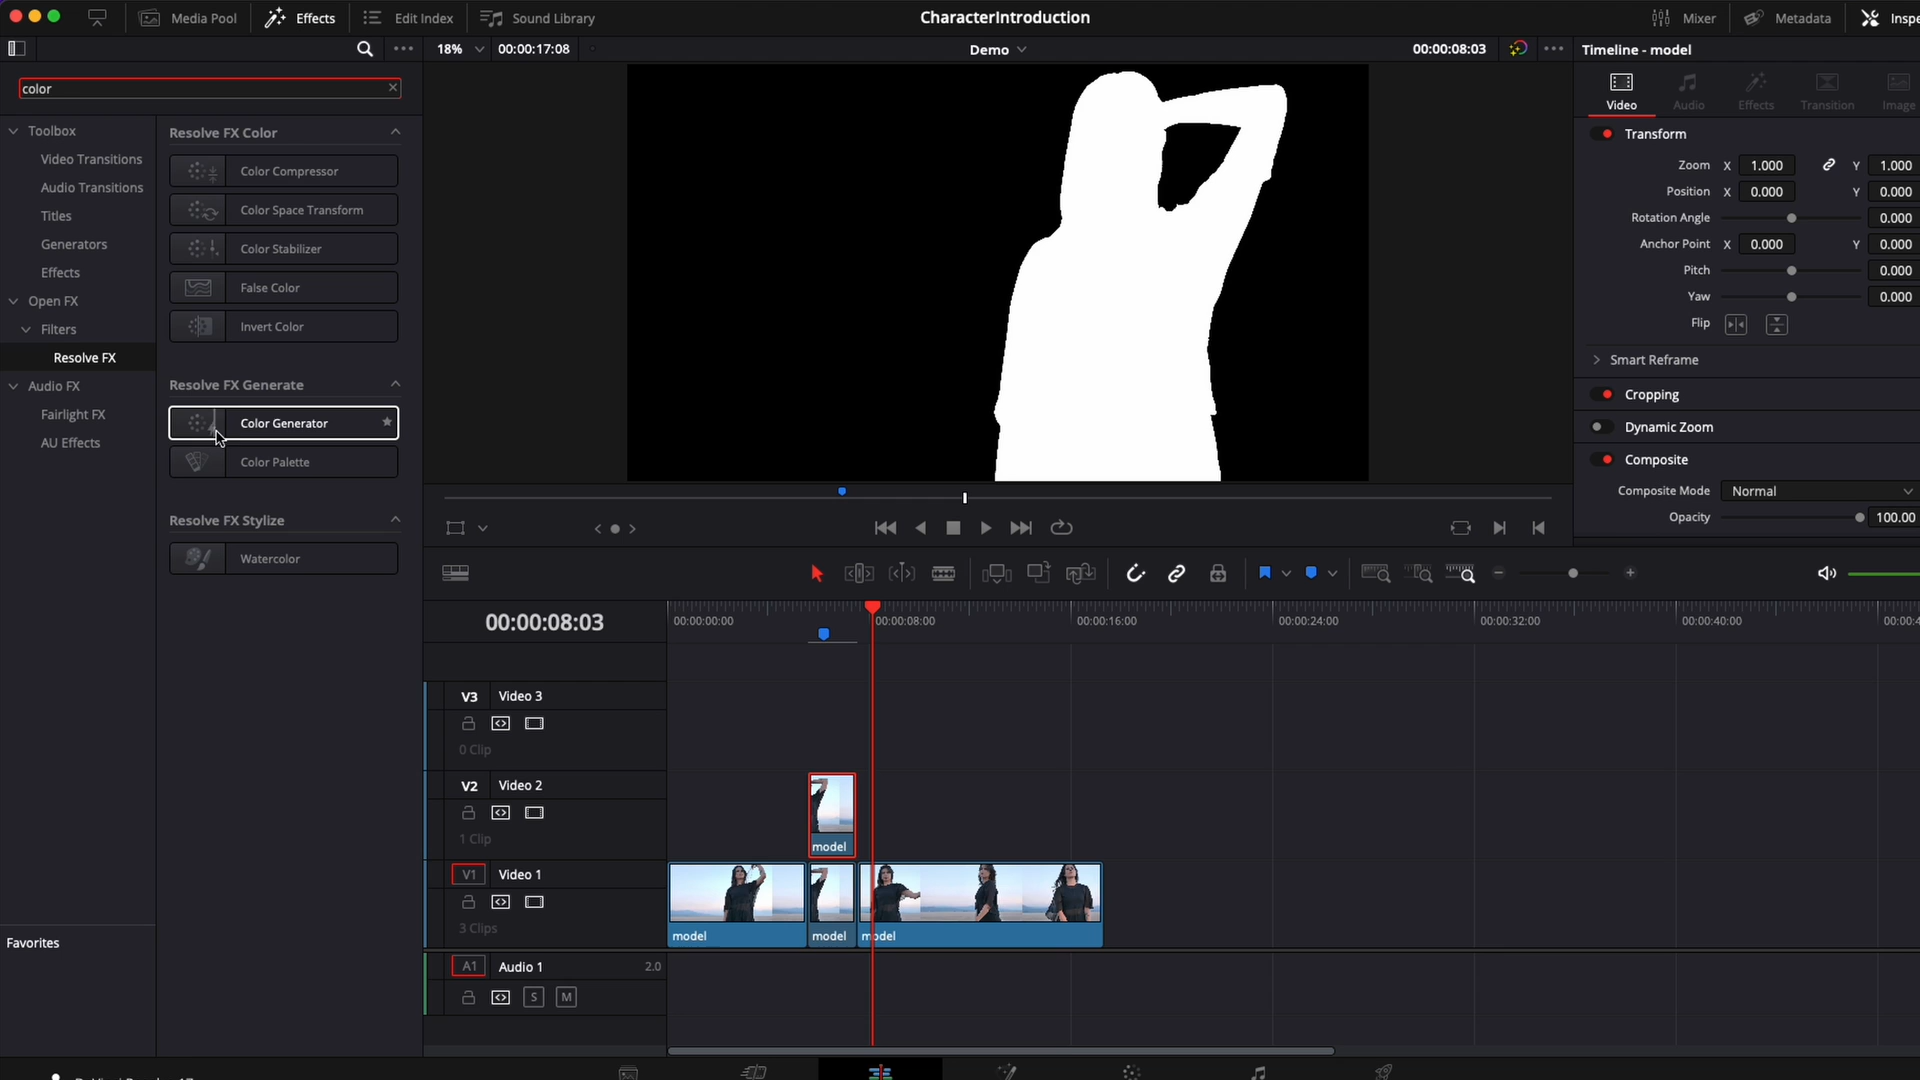 Media Pool
Effects
Edit Index
Sound Library
CharacterIntroduction
Mixer
Metadata
Inspe
18%
00:00:17:08
Demo
00:00:08:03
Timeline - model
color
Toolbox
Video Transitions
Audio Transitions
Titles
Generators
Effects
Open FX
Filters
Resolve FX
Audio FX
Fairlight FX
AU Effects
Favorites
Resolve FX Color
Color Compressor
Color Space Transform
Color Stabilizer
False Color
Invert Color
Resolve FX Generate
Color Generator
Color Palette
Resolve FX Stylize
Watercolor
Video
Audio
Effects
Transition
Image
Transform
Zoom X 1.000 Y 1.000
Position X 0.000 Y 0.000
Rotation Angle 0.000
Anchor Point X 0.000 Y 0.000
Pitch 0.000
Yaw 0.000
Flip
Smart Reframe
Cropping
Dynamic Zoom
Composite
Composite Mode Normal
Opacity 100.00
00:00:08:03
00:00:00:00
00:00:08:00
00:00:16:00
00:00:24:00
00:00:32:00
00:00:40:00
00:00:4
V3 Video 3
0 Clip
V2 Video 2
1 Clip
model
V1 Video 1
3 Clips
model
model
model
A1 Audio 1 2.0
S M